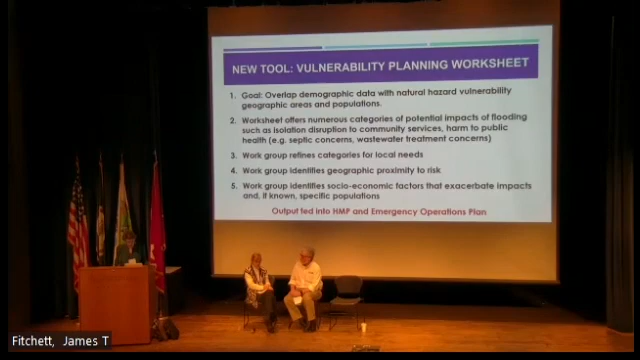 NEW TOOL: VULNERABILITY PLANNING WORKSHEET
1. Goal: Overlap demographic data with natural hazard vulnerability
geographic areas and populations.
2. Worksheet offers numerous categories of potential impacts of flooding
such as isolation disruption to community services, harm to public
health (e.g. septic concerns, wastewater treatment concerns)
3. Work group refines categories for local needs
4. Work group identifies geographic proximity to risk
5. Work group identifies socio-economic factors that exacerbate impacts
and, if known, specific populations
Output fed into HMP and Emergency Operations Plan
Fitchett, James T